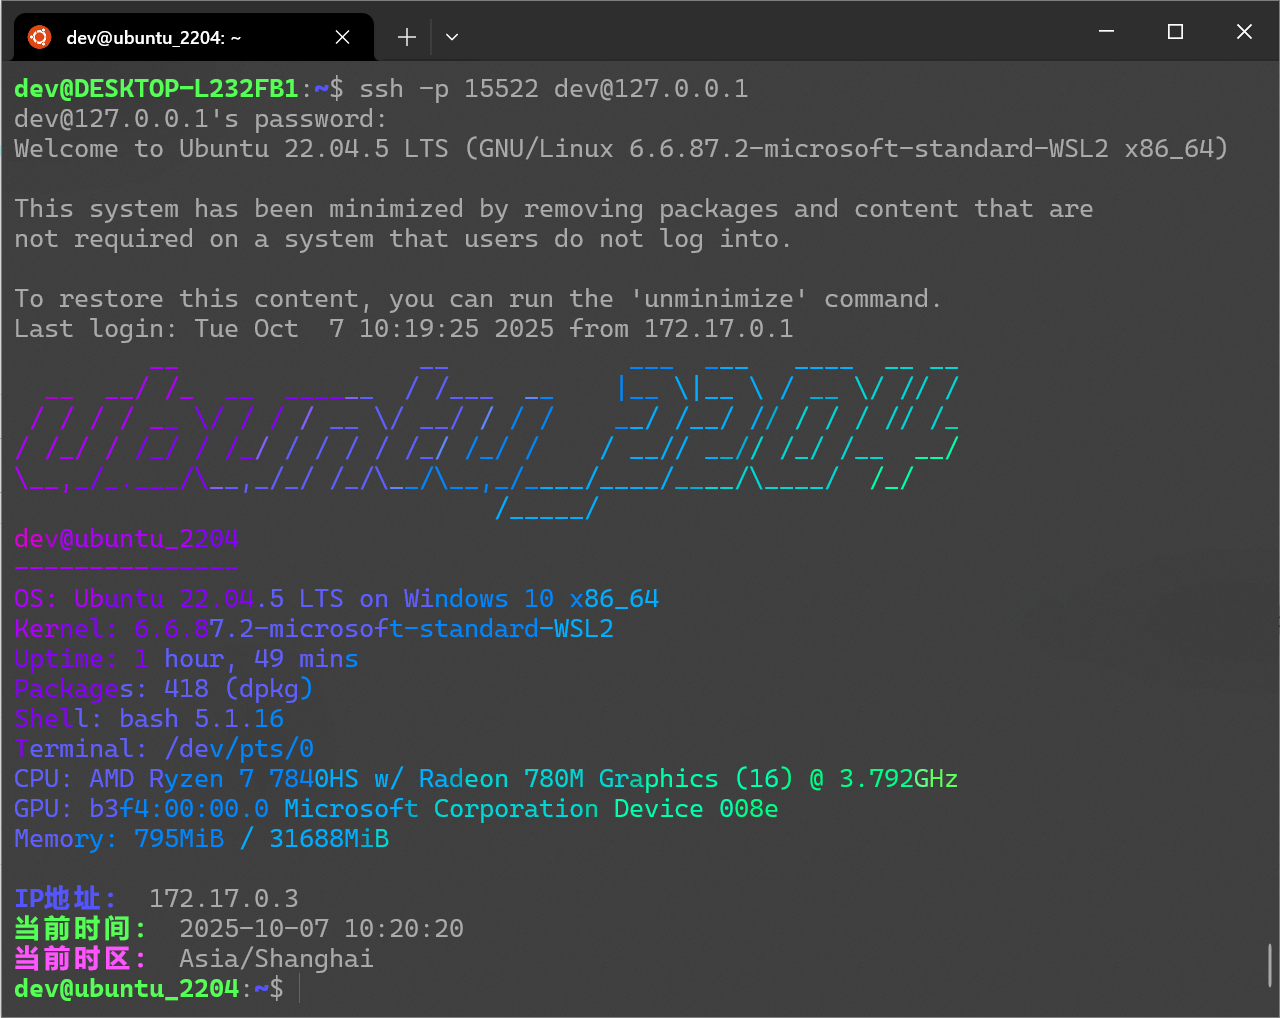 dev@ubuntu_2204: ~
dev@DESKTOP-L232FB1:~$ ssh -p 15522 dev@127.0.0.1
dev@127.0.0.1's password:
Welcome to Ubuntu 22.04.5 LTS (GNU/Linux 6.6.87.2-microsoft-standard-WSL2 x86_64)
This system has been minimized by removing packages and content that are
not required on a system that users do not log into.
To restore this content, you can run the 'unminimize' command.
Last login: Tue Oct  7 10:19:25 2025 from 172.17.0.1
ubuntu_2204
dev@ubuntu_2204
---------------
OS: Ubuntu 22.04.5 LTS on Windows 10 x86_64
Kernel: 6.6.87.2-microsoft-standard-WSL2
Uptime: 1 hour, 49 mins
Packages: 418 (dpkg)
Shell: bash 5.1.16
Terminal: /dev/pts/0
CPU: AMD Ryzen 7 7840HS w/ Radeon 780M Graphics (16) @ 3.792GHz
GPU: b3f4:00:00.0 Microsoft Corporation Device 008e
Memory: 795MiB / 31688MiB
IP地址： 172.17.0.3
当前时间： 2025-10-07 10:20:20
当前时区： Asia/Shanghai
dev@ubuntu_2204:~$